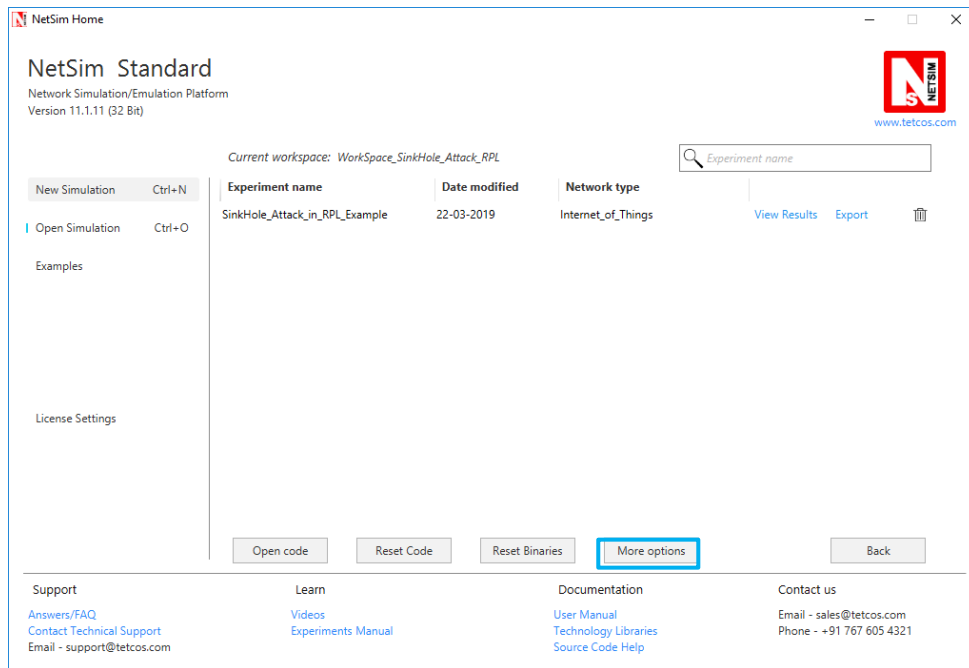 NetSim Home
NetSim Standard
Network Simulation/Emulation Platform
Version 11.1.11 (32 Bit)
NETSIM
www.tetcos.com
Current workspace: WorkSpace_SinkHole_Attack_RPL
Experiment name
New Simulation Ctrl+N
Open Simulation Ctrl+O
Examples
License Settings
Experiment name Date modified Network type
SinkHole_Attack_in_RPL_Example 22-03-2019 Internet_of_Things View Results Export
Open code Reset Code Reset Binaries More options Back
Support Learn Documentation Contact us
Answers/FAQ Videos User Manual Email - sales@tetcos.com
Contact Technical Support Experiments Manual Technology Libraries Phone - +91 767 605 4321
Email - support@tetcos.com Source Code Help